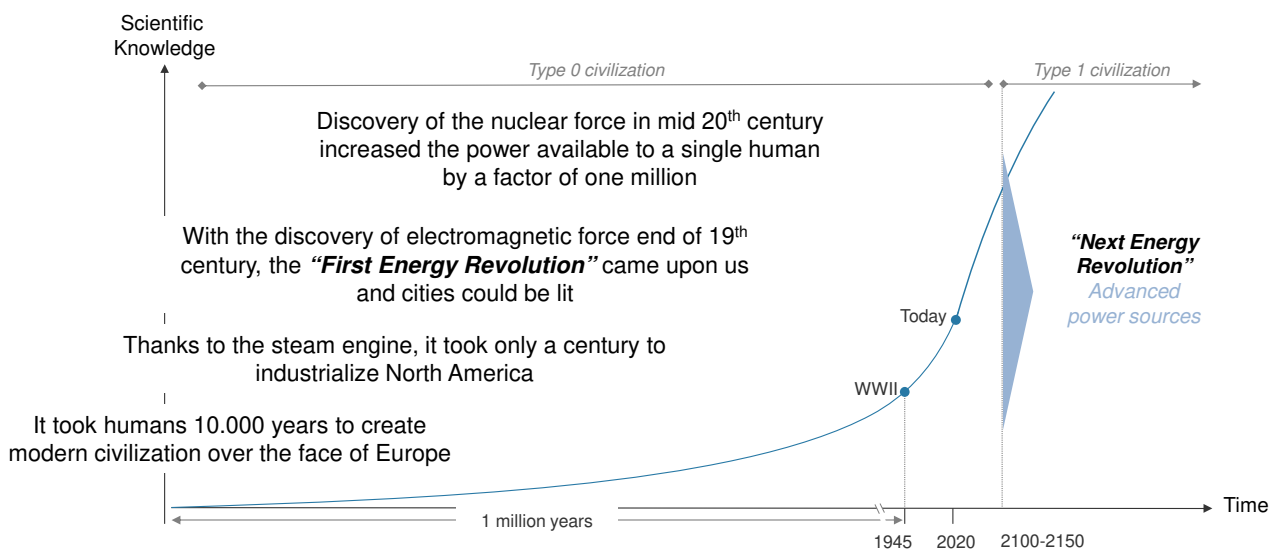 Scientific
Knowledge
Type 0 civilization
Type 1 civilization
Discovery of the nuclear force in mid 20th century
increased the power available to a single human
by a factor of one million
With the discovery of electromagnetic force end of 19th
century, the “First Energy Revolution” came upon us
and cities could be lit
“Next Energy
Revolution”
Advanced
power sources
Today
Thanks to the steam engine, it took only a century to
industrialize North America
WWII
It took humans 10.000 years to create
modern civilization over the face of Europe
Time
1 million years
1945
2020
2100-2150